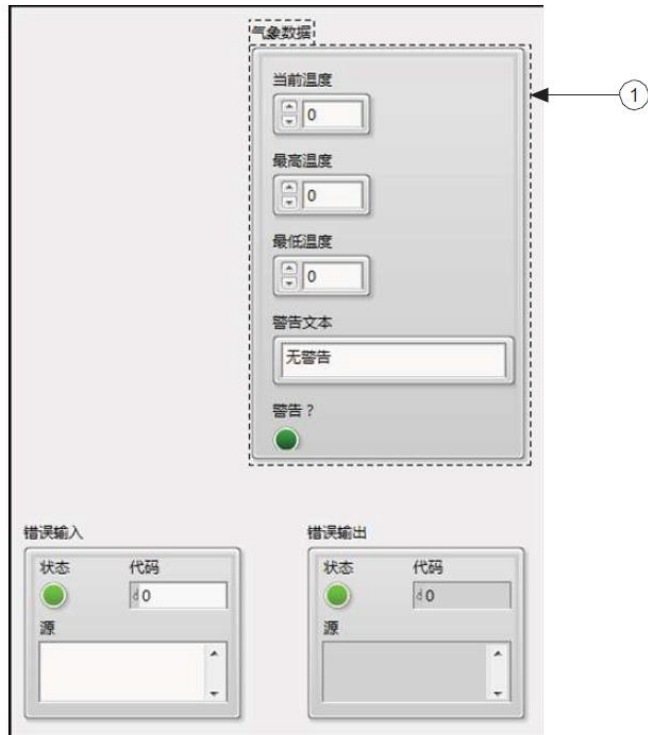 气象数据
当前温度
0
1
最高温度
0
最低温度
0
警告文本
无警告
警告？
错误输入
状态 代码
d 0
源
错误输出
状态 代码
d 0
源